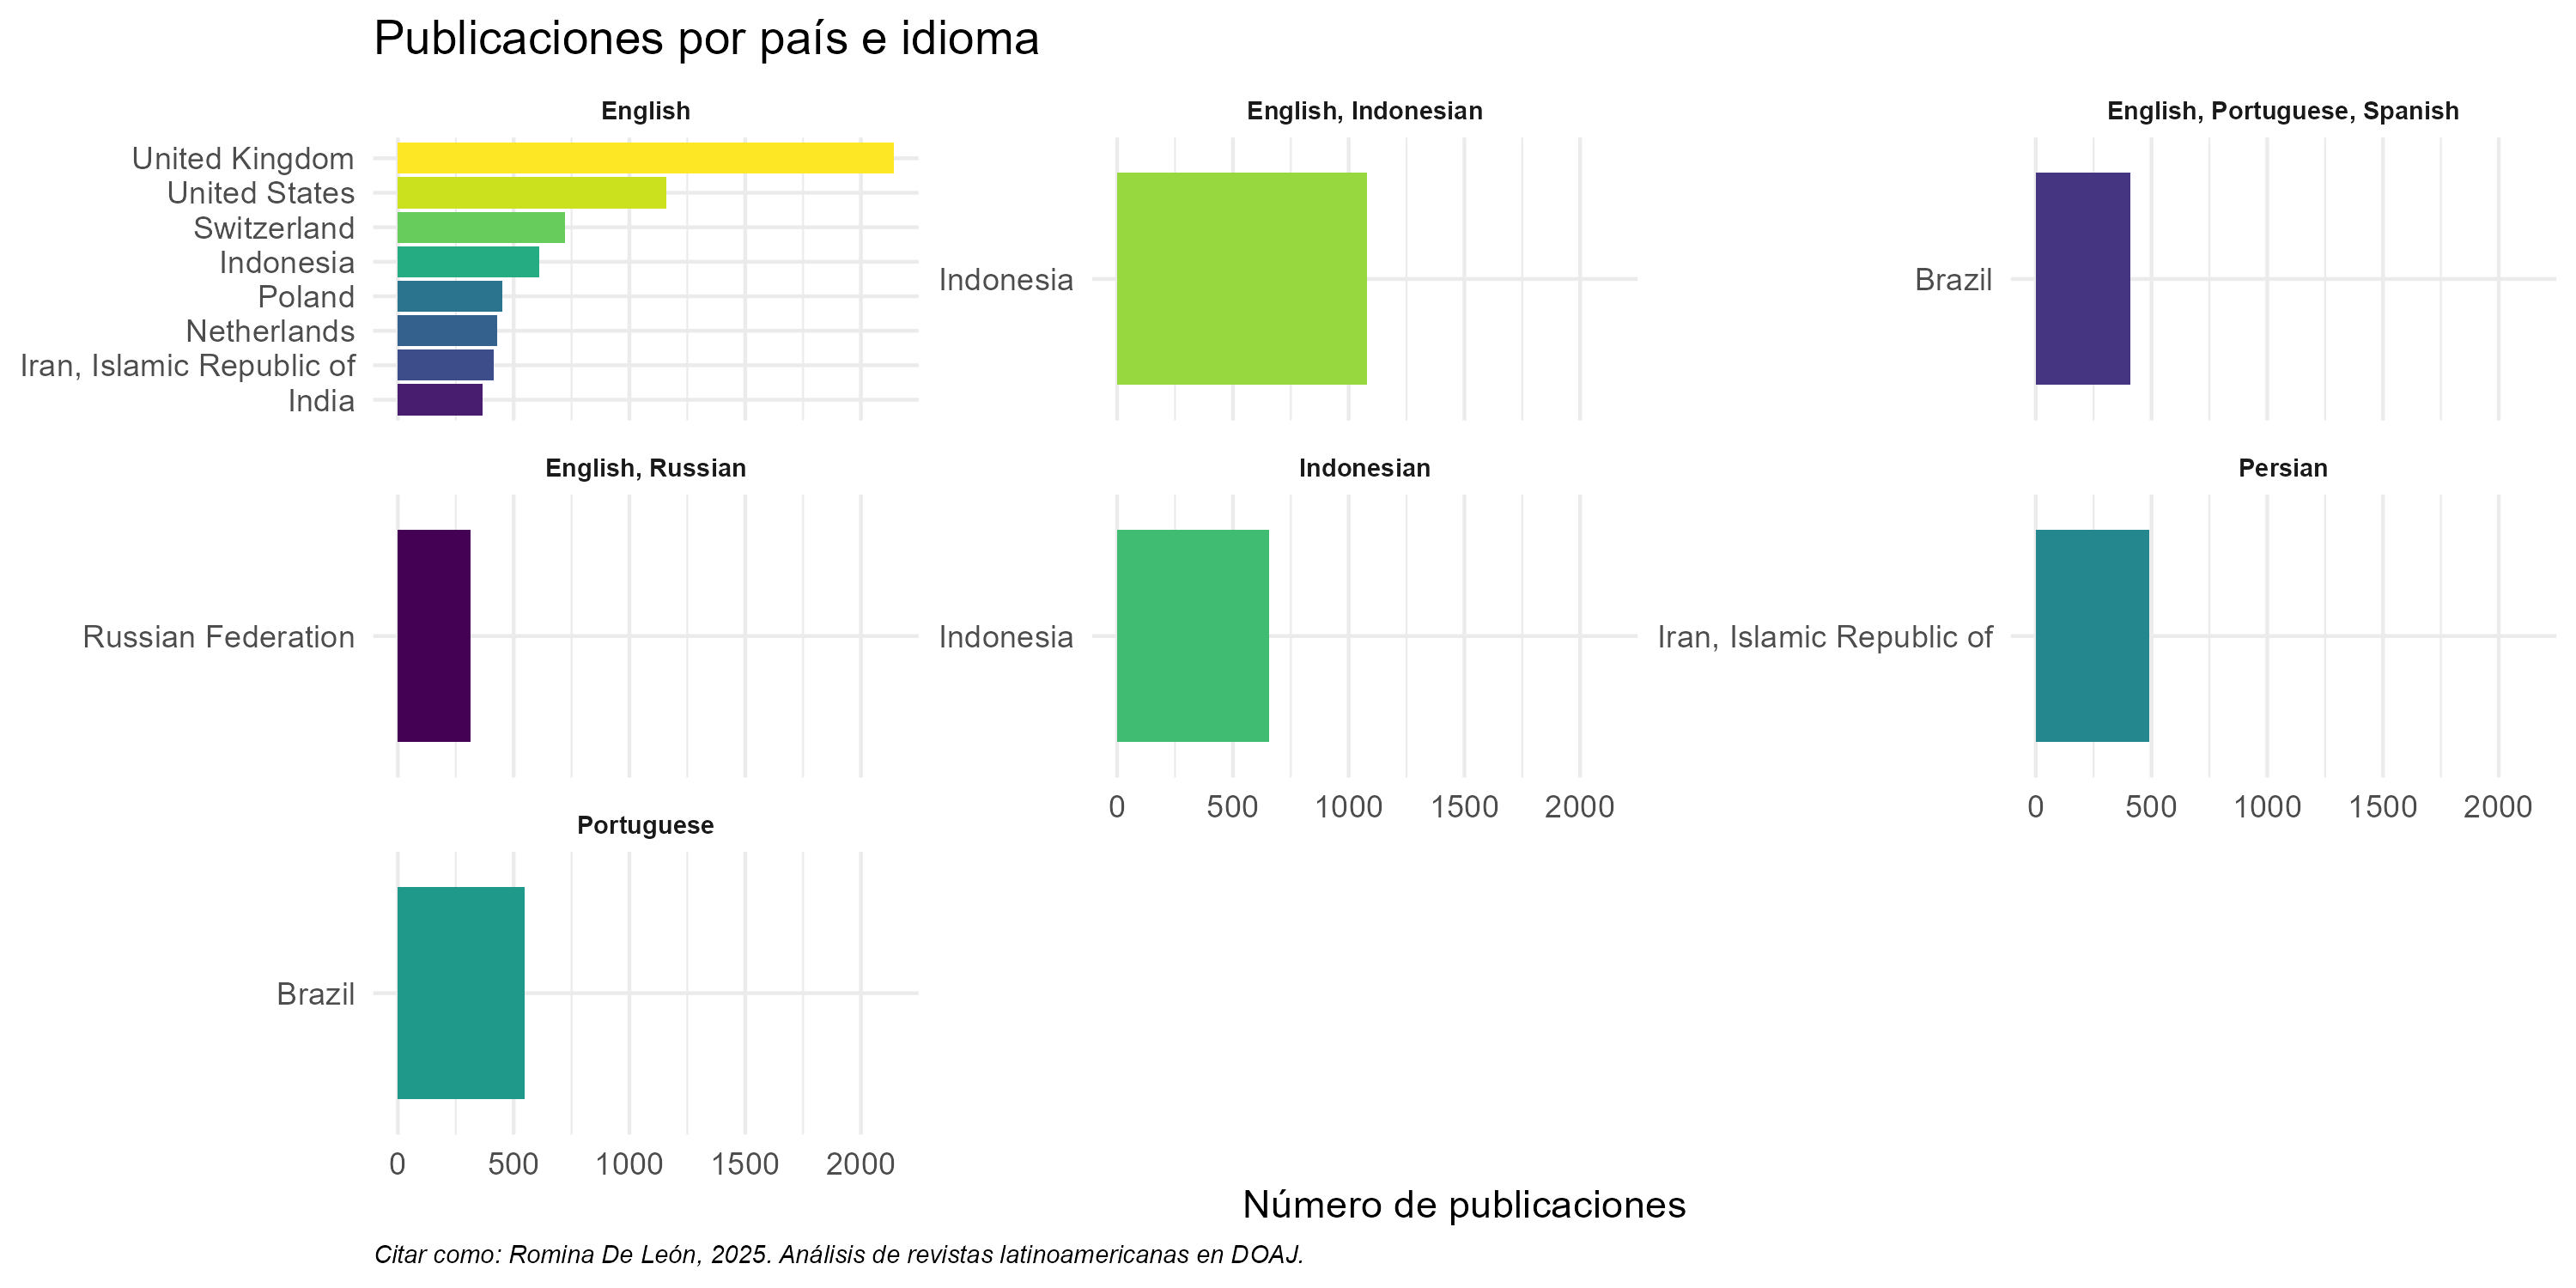 Publicaciones por país e idioma
English
United Kingdom
United States
Switzerland
Indonesia
Poland
Netherlands
Iran, Islamic Republic of
India
English, Indonesian
Indonesia
English, Portuguese, Spanish
Brazil
English, Russian
Russian Federation
Indonesian
Indonesia
0 500 1000 1500 2000
Persian
Iran, Islamic Republic of
0 500 1000 1500 2000
Portuguese
Brazil
0 500 1000 1500 2000
Número de publicaciones
Citar como: Romina De León, 2025. Análisis de revistas latinoamericanas en DOAJ.